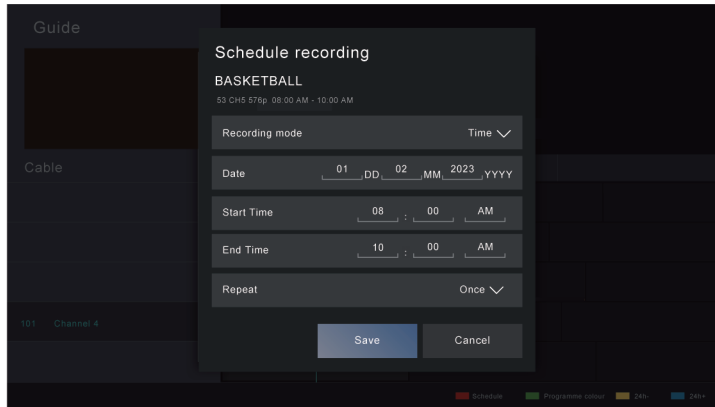 Guide
Schedule recording
BASKETBALL
53 CH5 576p 08:00 AM - 10:00 AM
Recording mode Time
Cable
Date 01 DD 02 MM 2023 YYYY
Start Time 08 : 00 AM
End Time 10 : 00 AM
Repeat Once
101 Channel 4
Save Cancel
Schedule Programme colour 24h- 24h+